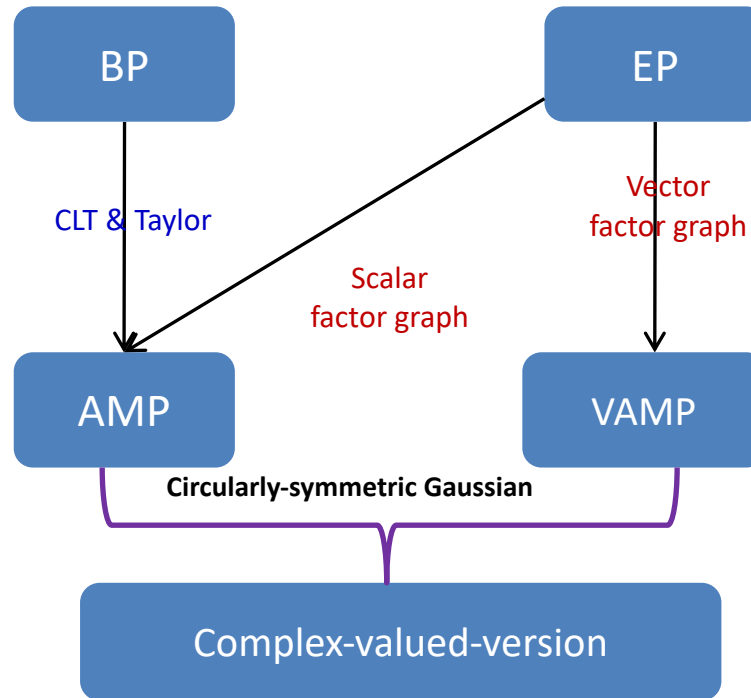 BP
EP
CLT & Taylor
Vector
factor graph
Scalar
factor graph
AMP
VAMP
Circularly-symmetric Gaussian
Complex-valued-version